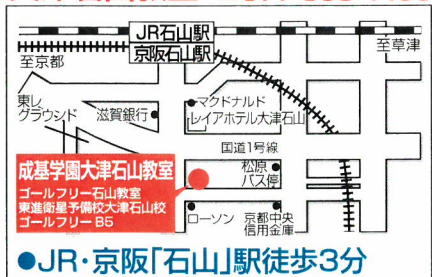 JR石山駅
京阪石山駅
至京都
至草津
東レ
グラウンド
滋賀銀行
マクドナルド
レイアホテル大津石山
国道1号線
成基学園大津石山教室
ゴールフリー石山教室
東進衛星予備校大津石山校
ゴールフリーB5
松原
バス停
ローソン
京都中央
信用金庫
●JR・京阪「石山」駅徒歩3分